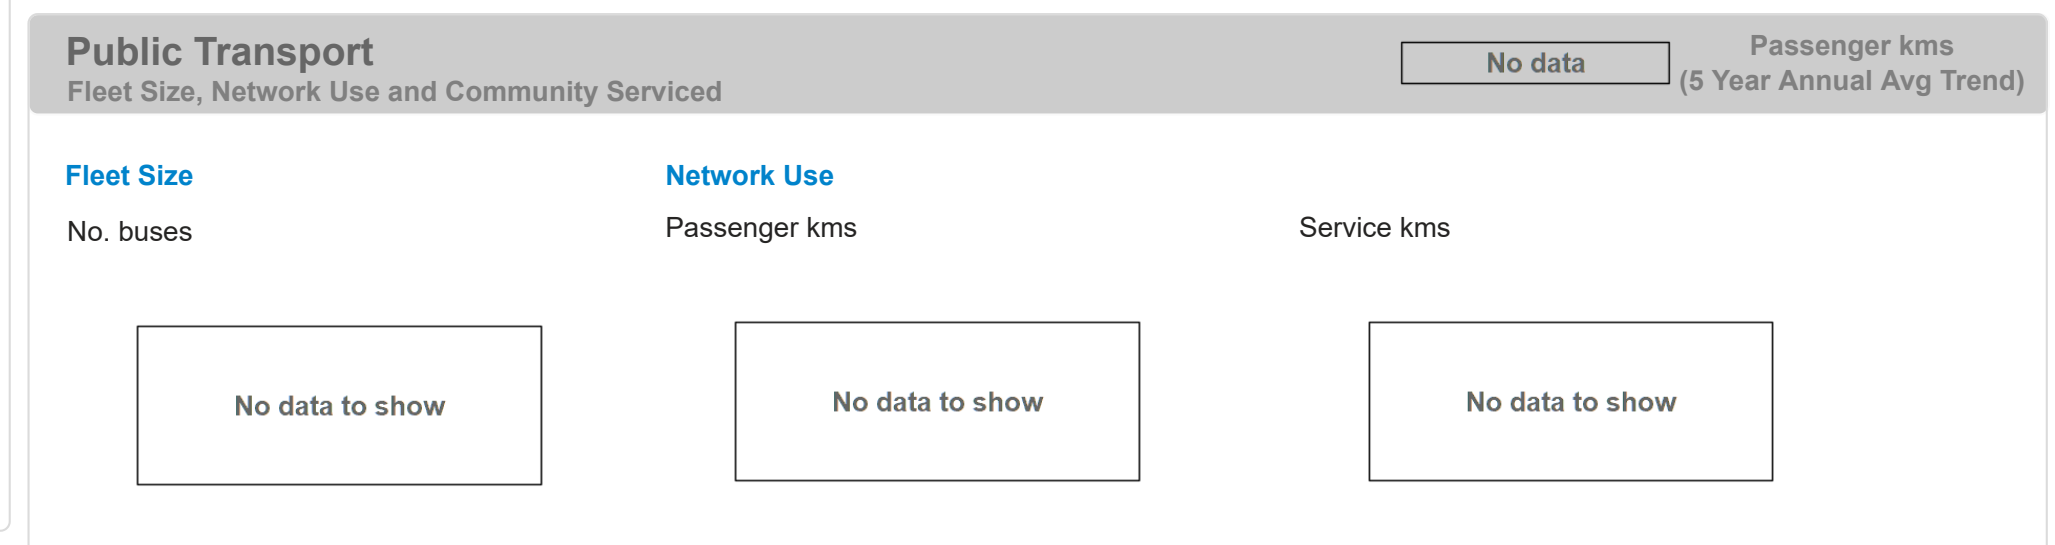 Public Transport
Fleet Size, Network Use and Community Serviced
No data
Passenger kms
(5 Year Annual Avg Trend)
Fleet Size
Network Use
No. buses
Passenger kms
Service kms
No data to show
No data to show
No data to show